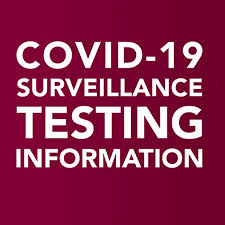 COVID-19
SURVEILLANCE
TESTING
INFORMATION